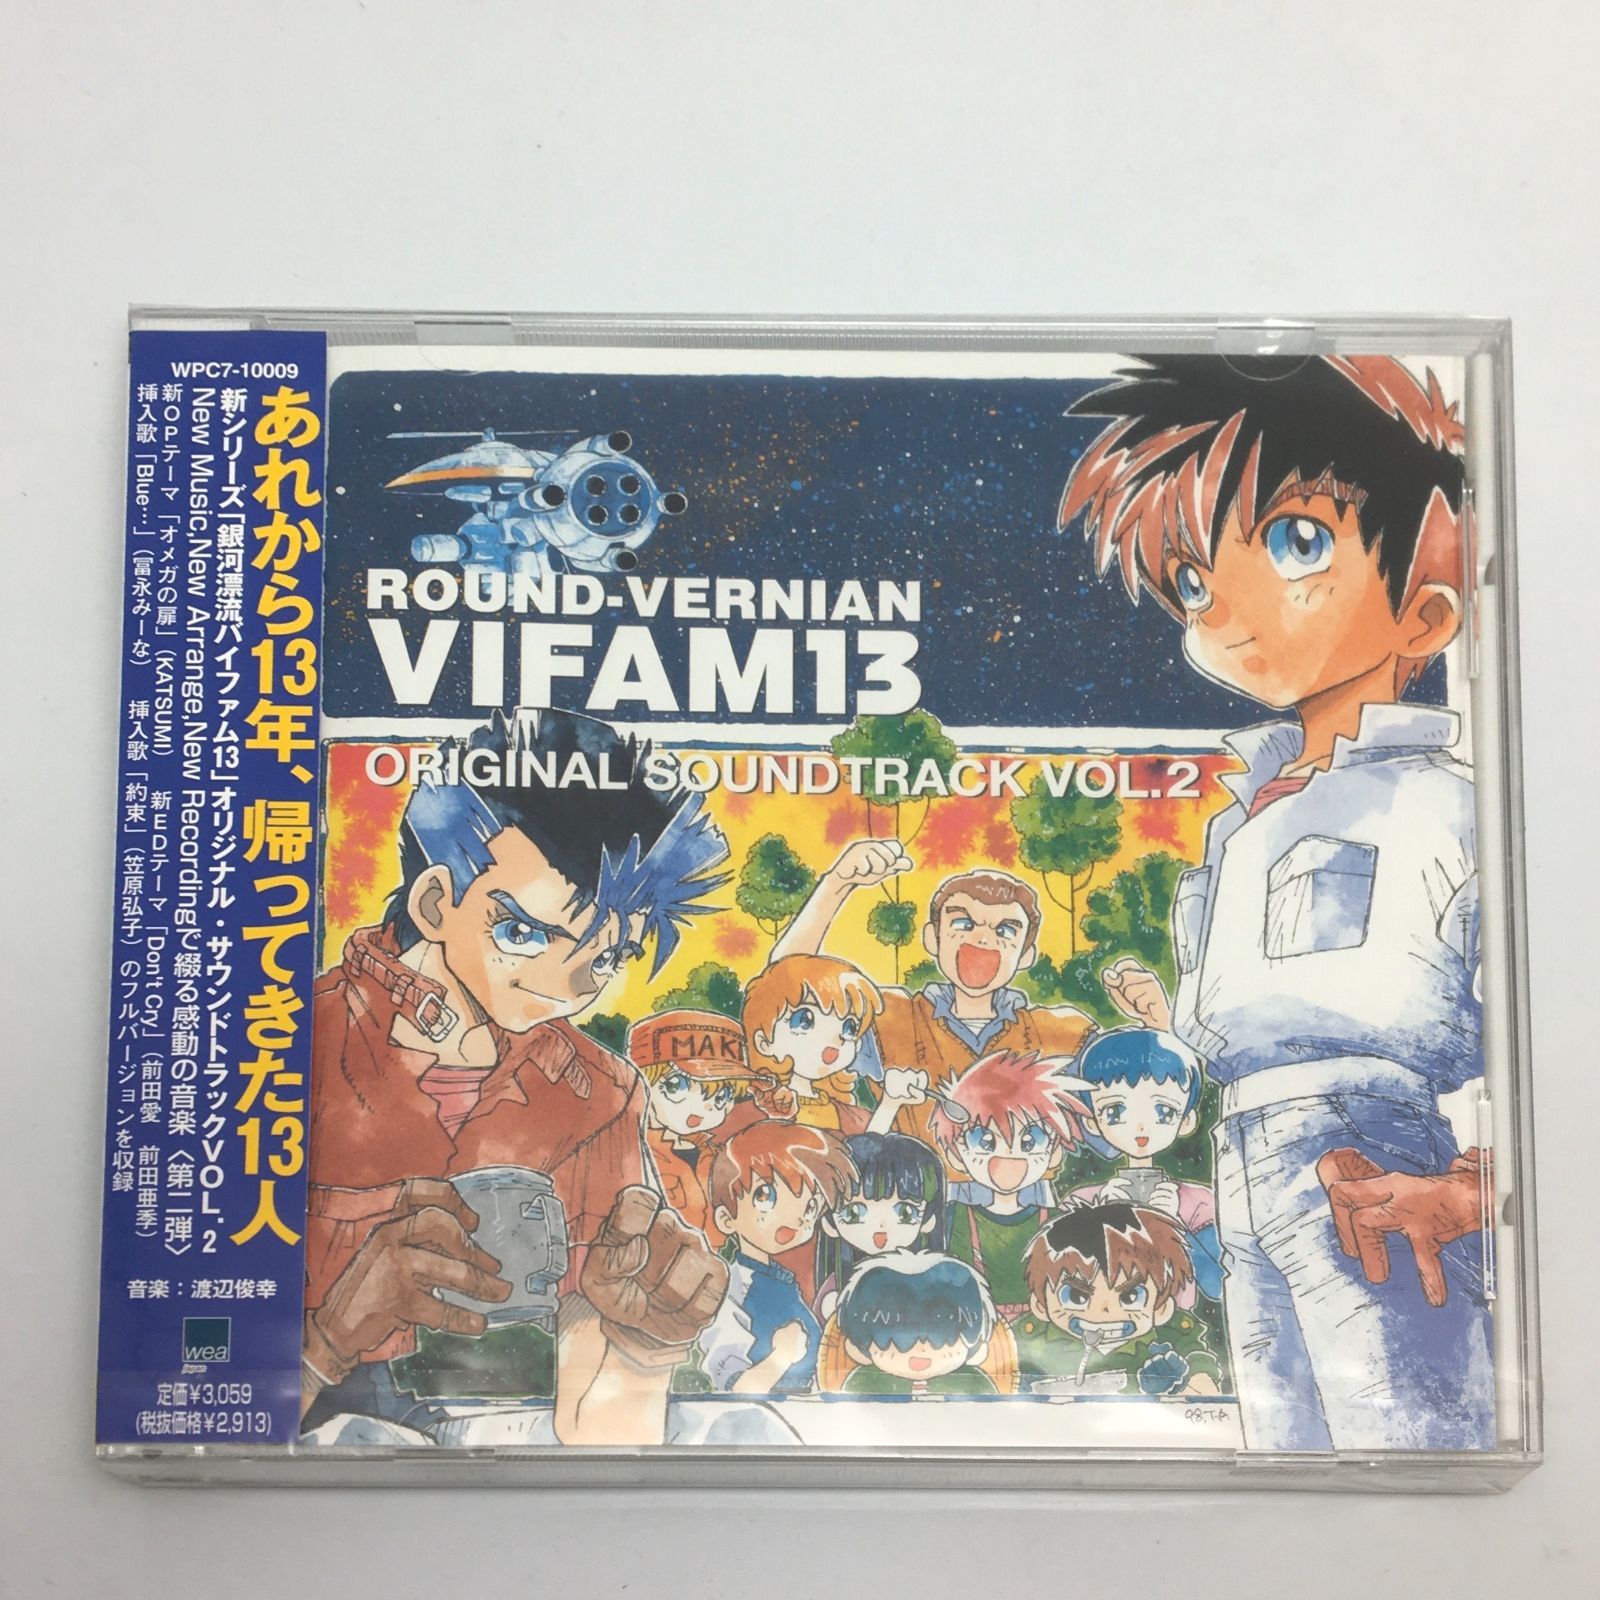 WPC7-10009
あれから13年、帰ってきた13人
新シリーズ「銀河漂流バイファム13」オリジナル・サウンドトラックVOL.2
New Music,New Arrange,New Recordingで綴る感動の音楽〈第二弾〉
新OPテーマ「オメガの扉」(KATSUMI) 新EDテーマ「Don't Cry」(前田愛 前田亜季)
挿入歌「Blue…」(冨永みーな) 挿入歌「約束」(笠原弘子)のフルバージョンを収録
音楽：渡辺俊幸
wea
japan
定価¥3,059
(税抜価格¥2,913)
ROUND-VERNIAN
VIFAM13
ORIGINAL SOUNDTRACK VOL.2
MAKI
98.T-A